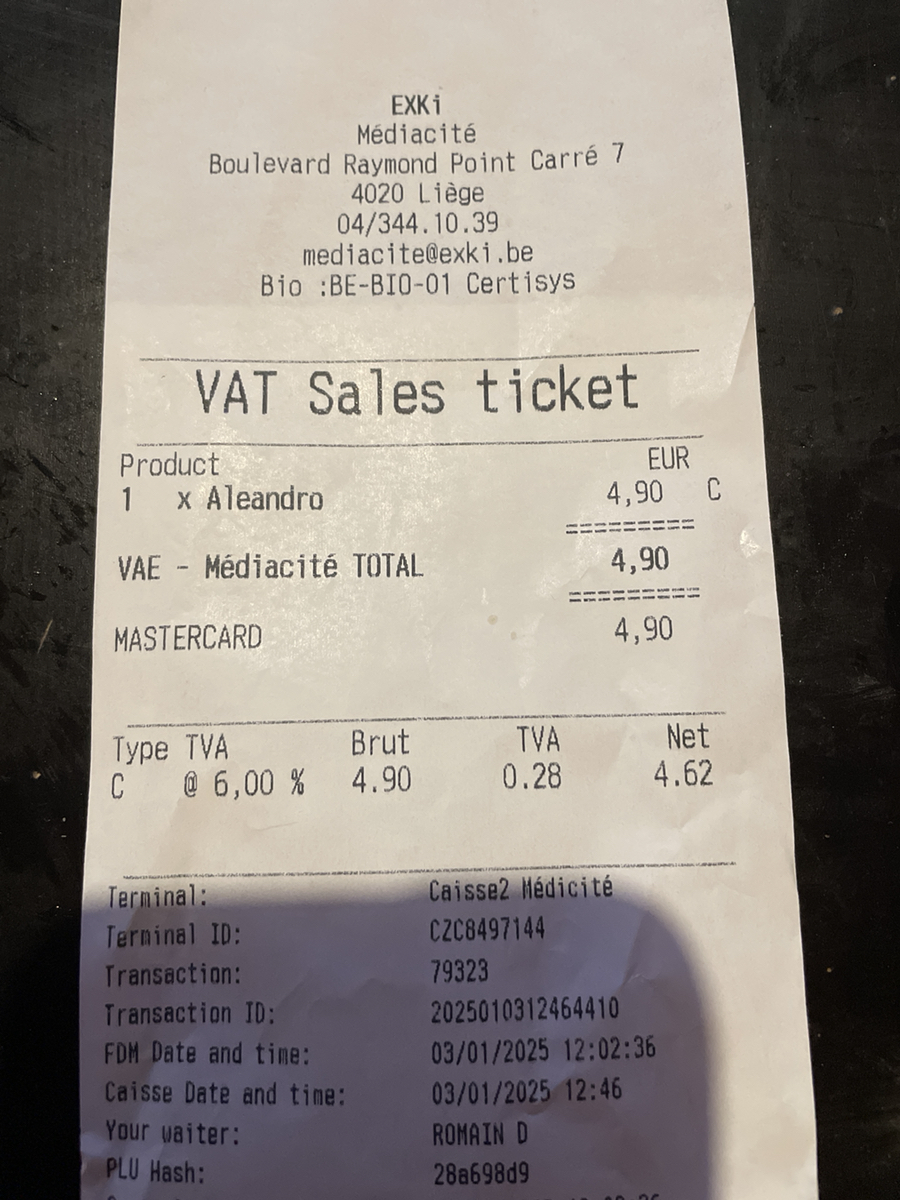 EXKi
Médiacité
Boulevard Raymond Point Carré 7
4020 Liège
04/344.10.39
mediacite@exki.be
Bio :BE-BIO-01 Certisys
VAT Sales ticket
Product EUR
1 x Aleandro 4,90 C
=========
VAE - Médiacité TOTAL 4,90
=========
MASTERCARD 4,90
Type TVA Brut TVA Net
C @ 6,00 % 4.90 0.28 4.62
Terminal: Caisse2 Médicité
Terminal ID: CZC8497144
Transaction: 79323
Transaction ID: 2025010312464410
FDM Date and time: 03/01/2025 12:02:36
Caisse Date and time: 03/01/2025 12:46
Your waiter: ROMAIN D
PLU Hash: 28a698d9